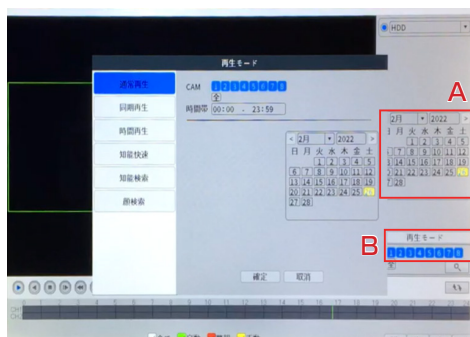 HDD
再生モード
通常再生
同期再生
時間再生
知能快速
知能検索
顔検索
CAM 1 2 3 4 5 6 7 8
全
時間帯 00:00 - 23:59
< 2月 2022 >
日 月 火 水 木 金 土
1 2 3 4 5
6 7 8 9 10 11 12
13 14 15 16 17 18 19
20 21 22 23 24 25
27 28
確定 取消
A
2月 2022 >
月 火 水 木 金 土
1 2 3 4 5
7 8 9 10 11 12
14 15 16 17 18 19
21 22 23 24 25
28
B
再生モード
1 2 3 4 5 6 7 8
全